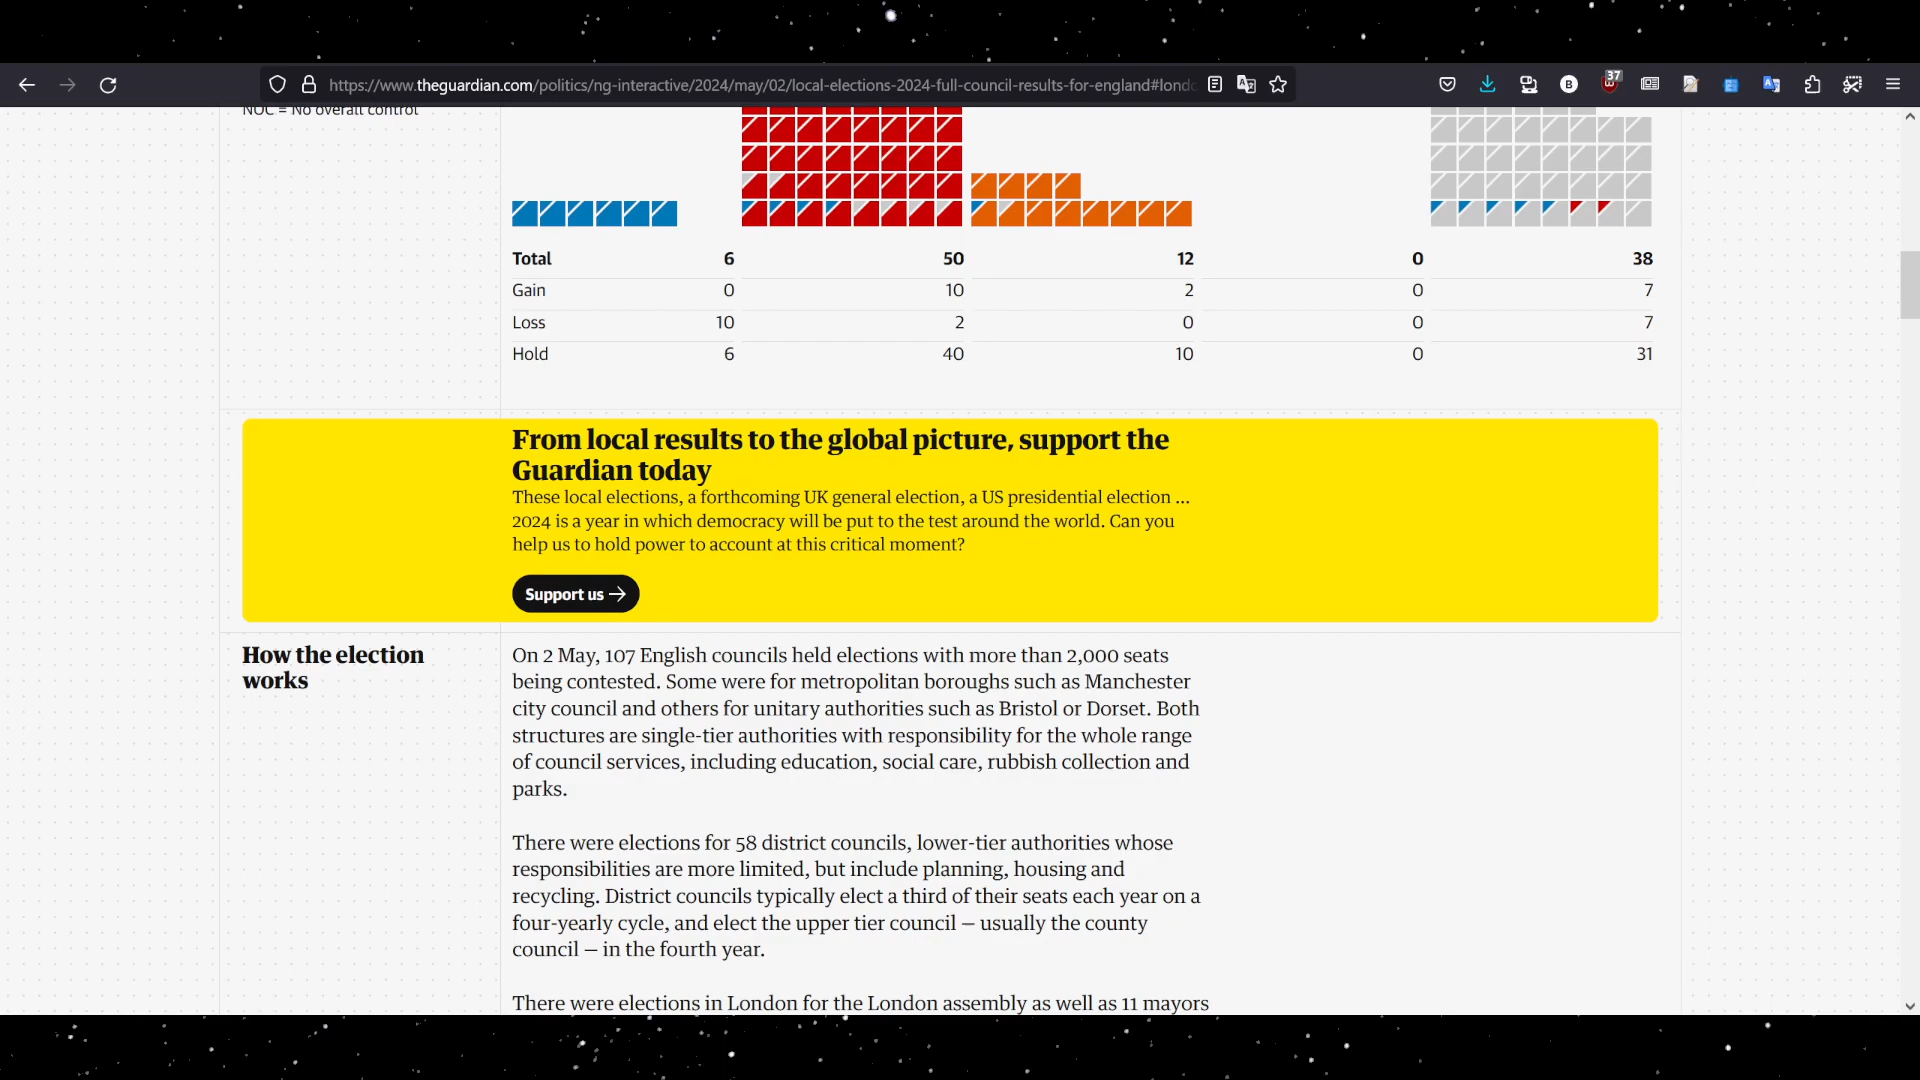 https://www.theguardian.com/politics/ng-interactive/2024/may/02/local-elections-2024-full-council-results-for-england#londo
B
37
NOC = No overall control
Total 6 50 12 0 38
Gain 0 10 2 0 7
Loss 10 2 0 0 7
Hold 6 40 10 0 31
From local results to the global picture, support the
Guardian today
These local elections, a forthcoming UK general election, a US presidential election ...
2024 is a year in which democracy will be put to the test around the world. Can you
help us to hold power to account at this critical moment?
Support us →
How the election
works
On 2 May, 107 English councils held elections with more than 2,000 seats
being contested. Some were for metropolitan boroughs such as Manchester
city council and others for unitary authorities such as Bristol or Dorset. Both
structures are single-tier authorities with responsibility for the whole range
of council services, including education, social care, rubbish collection and
parks.
There were elections for 58 district councils, lower-tier authorities whose
responsibilities are more limited, but include planning, housing and
recycling. District councils typically elect a third of their seats each year on a
four-yearly cycle, and elect the upper tier council – usually the county
council – in the fourth year.
There were elections in London for the London assembly as well as 11 mayors